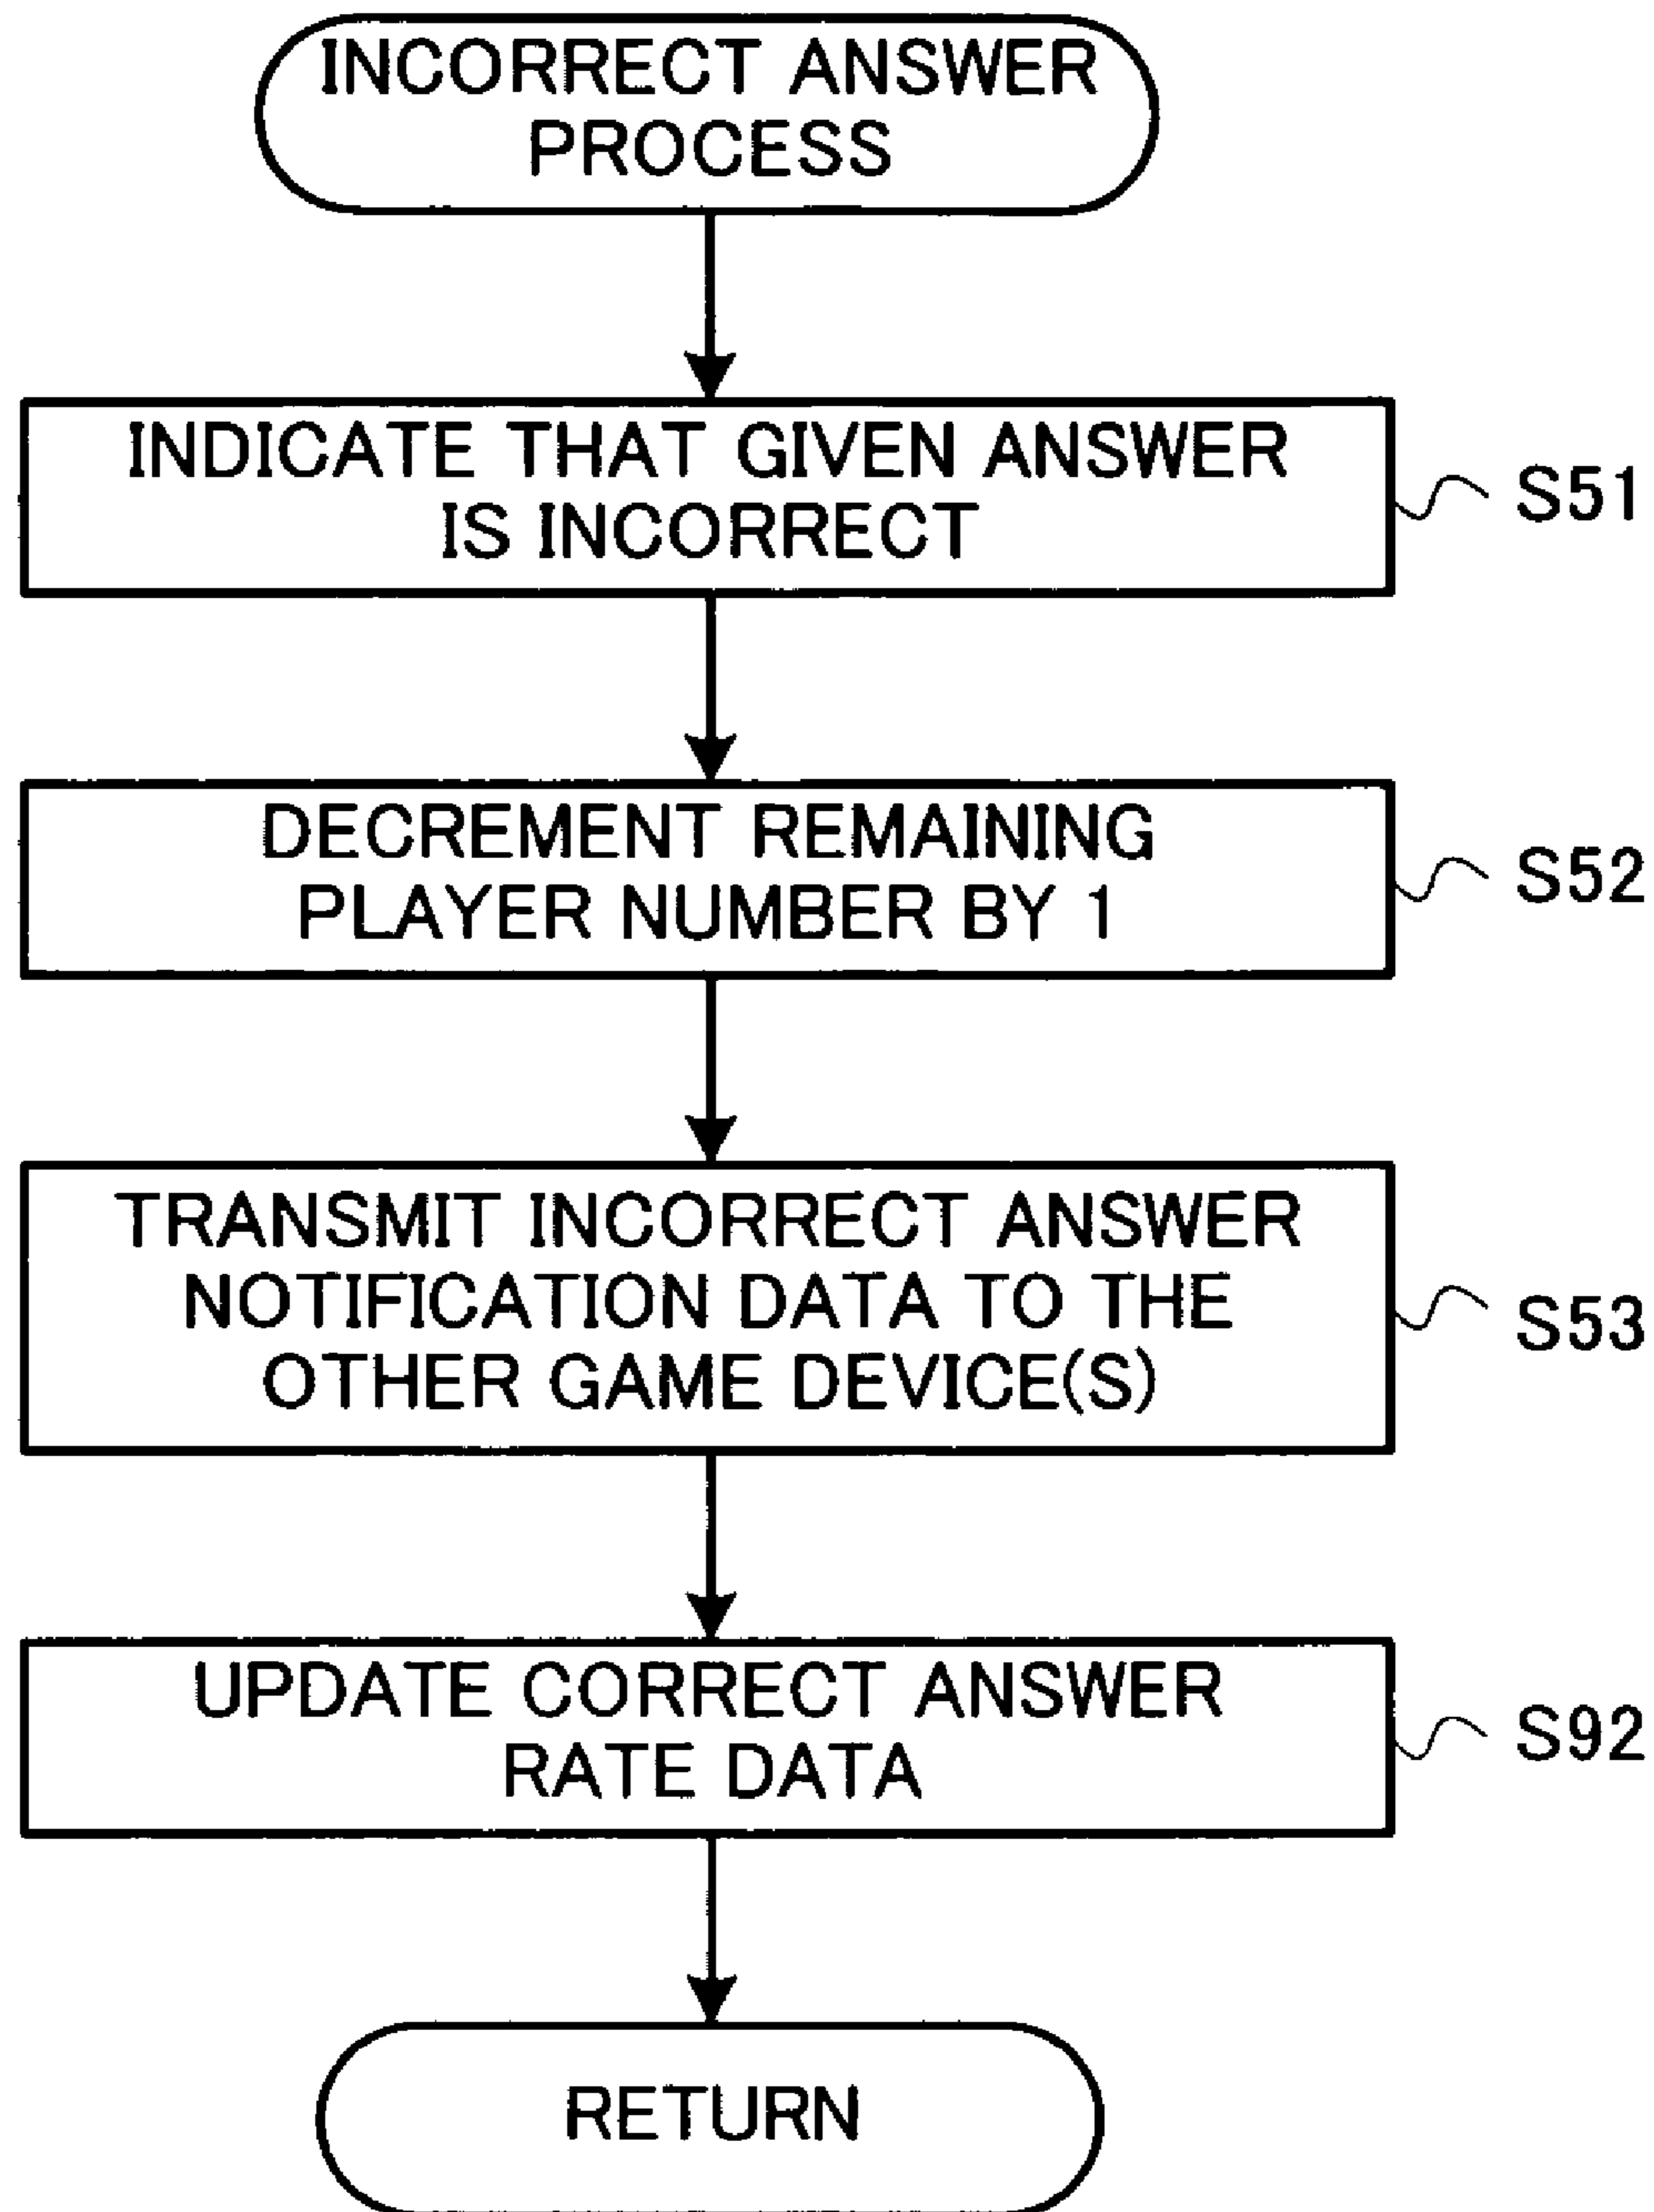 INCORRECT ANSWER
PROCESS
INDICATE THAT GIVEN ANSWER
IS INCORRECT
S51
DECREMENT REMAINING
PLAYER NUMBER BY 1
S52
TRANSMIT INCORRECT ANSWER
NOTIFICATION DATA TO THE
OTHER GAME DEVICE(S)
S53
UPDATE CORRECT ANSWER
RATE DATA
S92
RETURN